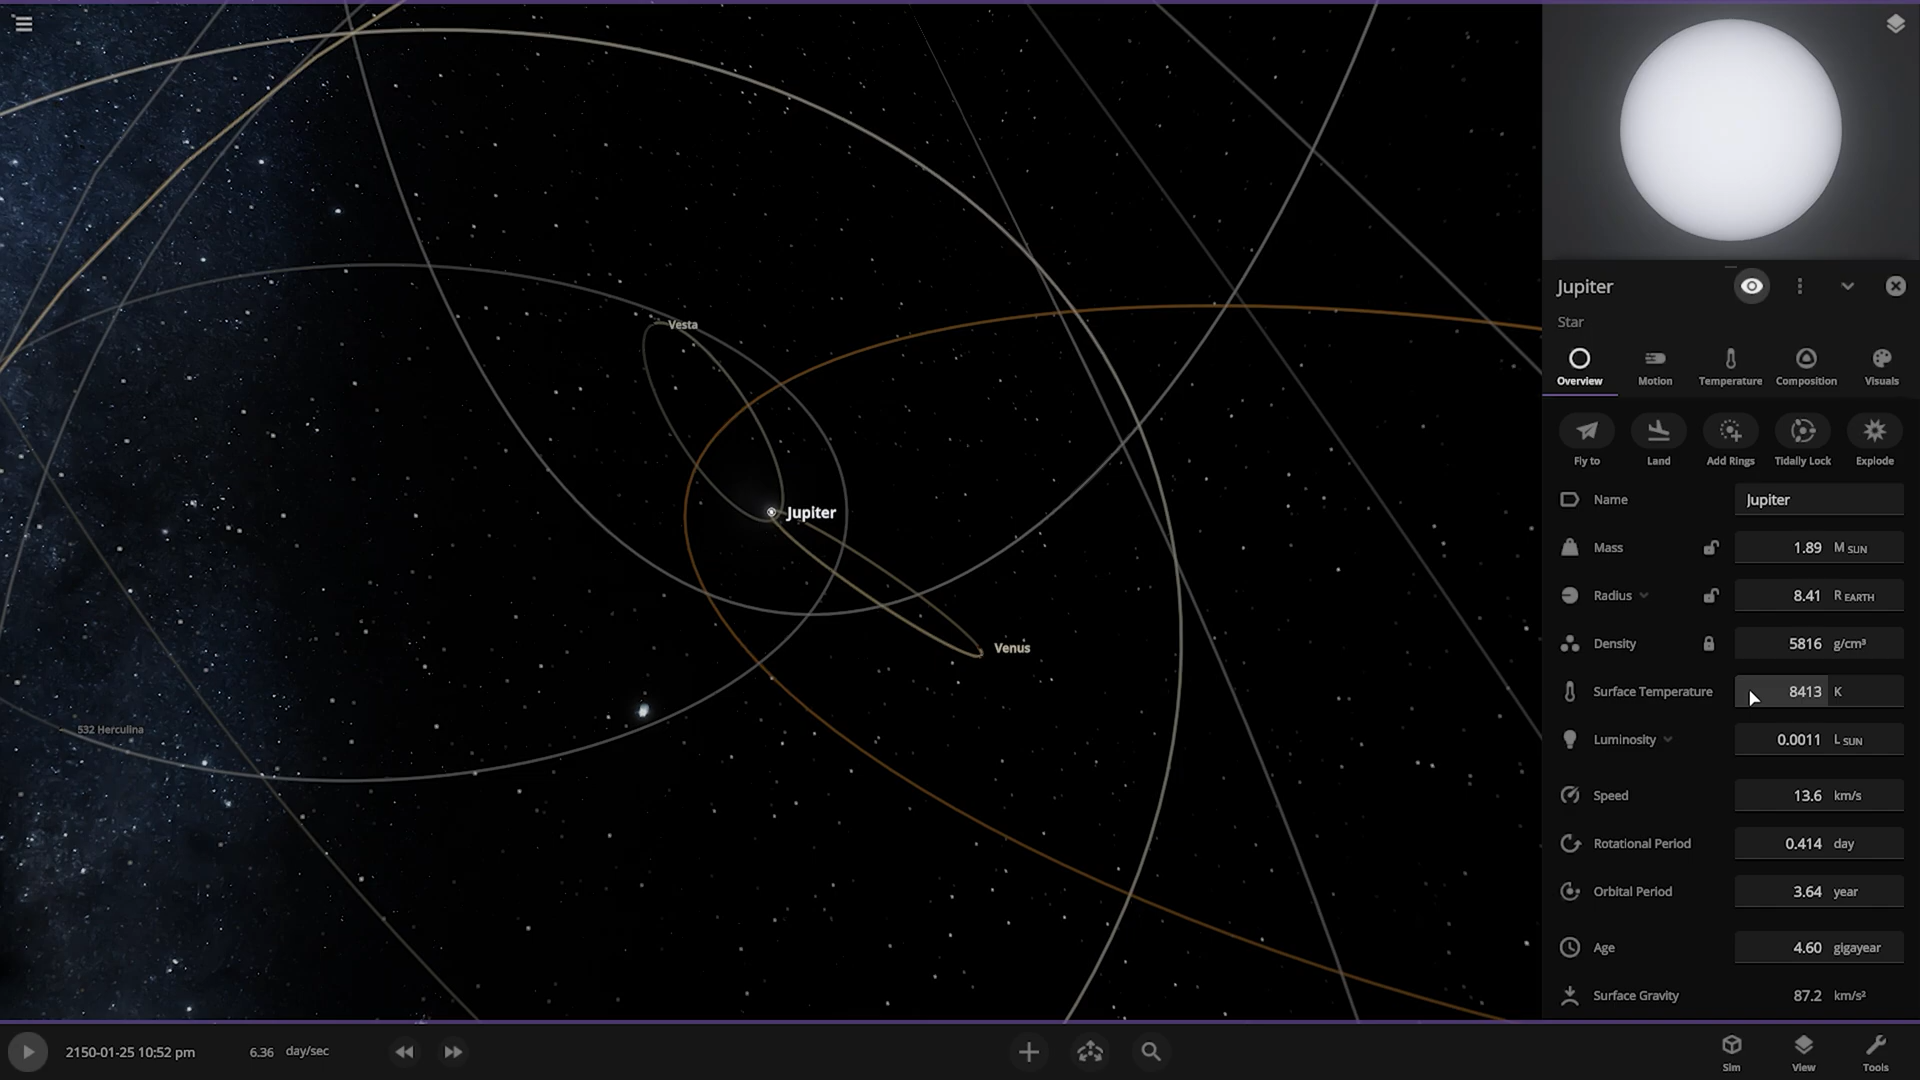 Vesta
Jupiter
Venus
532 Herculina
Jupiter
Star
Overview
Motion
Temperature
Composition
Visuals
Fly to
Land
Add Rings
Tidally Lock
Explode
Name Jupiter
Mass 1.89 M SUN
Radius 8.41 R EARTH
Density 5816 g/cm³
Surface Temperature 8413 K
Luminosity 0.0011 L SUN
Speed 13.6 km/s
Rotational Period 0.414 day
Orbital Period 3.64 year
Age 4.60 gigayear
Surface Gravity 87.2 km/s²
2150-01-25 10:52 pm 6.36 day/sec
Sim
View
Tools